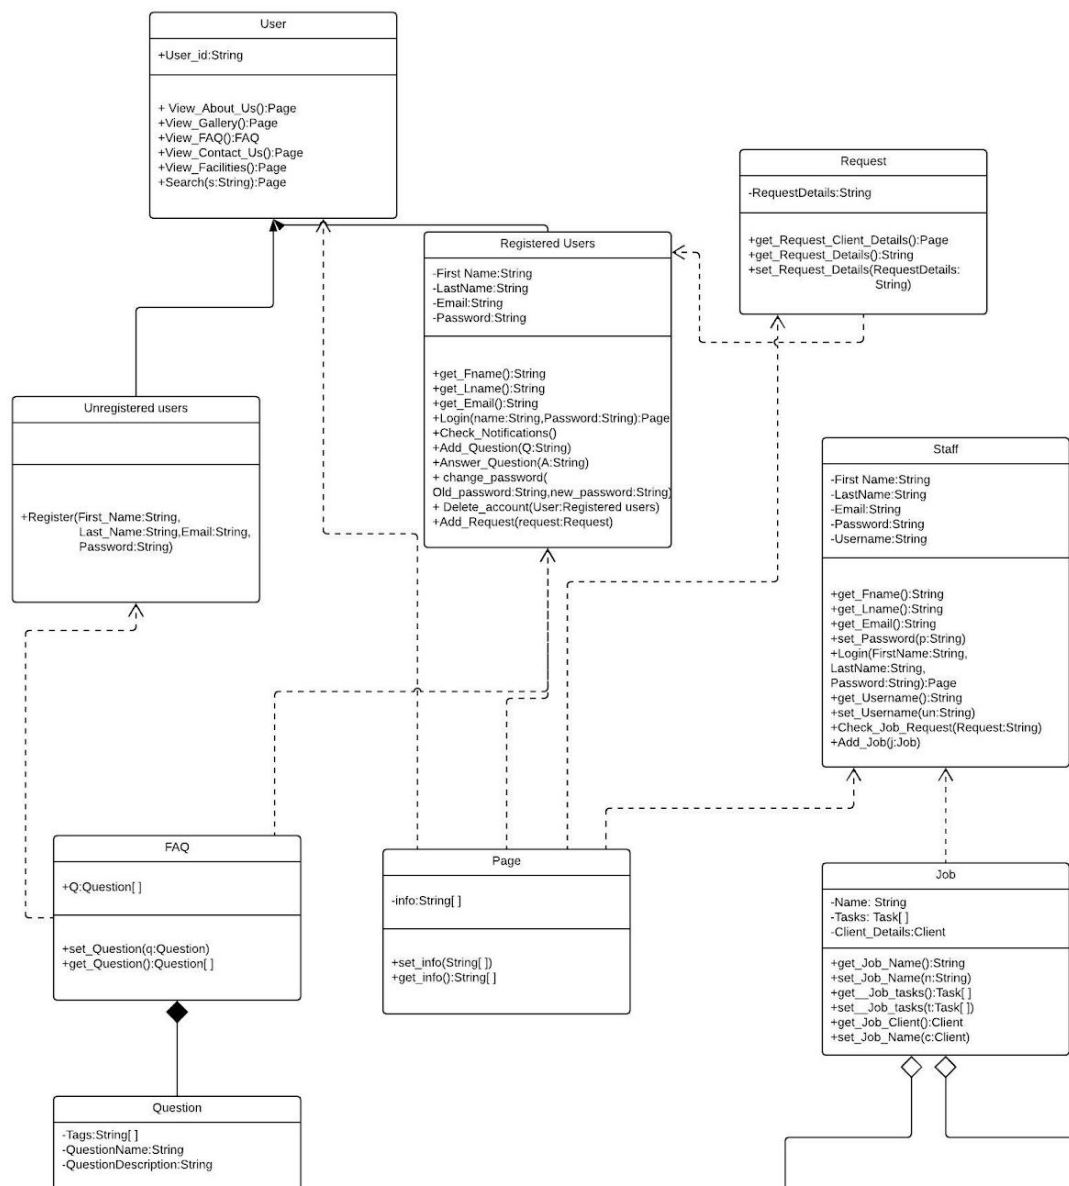 User
+User_id:String
+ View_About_Us():Page
+View_Gallery():Page
+View_FAQ():FAQ
+View_Contact_Us():Page
+View_Facilities():Page
+Search(s:String):Page
Request
-RequestDetails:String
+get_Request_Client_Details():Page
+get_Request_Details():String
+set_Request_Details(RequestDetails:
String)
Registered Users
-First Name:String
-LastName:String
-Email:String
-Password:String
+get_Fname():String
+get_Lname():String
+get_Email():String
+Login(name:String,Password:String):Page
+Check_Notifications()
+Add_Question(Q:String)
+Answer_Question(A:String)
+ change_password(
Old_password:String,new_password:String)
+ Delete_account(User:Registered users)
+Add_Request(request:Request)
Unregistered users
+Register(First_Name:String,
Last_Name:String,Email:String,
Password:String)
Staff
-First Name:String
-LastName:String
-Email:String
-Password:String
-Username:String
+get_Fname():String
+get_Lname():String
+get_Email():String
+set_Password(p:String)
+Login(FirstName:String,
LastName:String,
Password:String):Page
+get_Username():String
+set_Username(un:String)
+Check_Job_Request(Request:String)
+Add_Job(j:Job)
FAQ
+Q:Question[ ]
+set_Question(q:Question)
+get_Question():Question[ ]
Page
-info:String[ ]
+set_info(String[ ])
+get_info():String[ ]
Job
-Name: String
-Tasks: Task[ ]
-Client_Details:Client
+get_Job_Name():String
+set_Job_Name(n:String)
+get__Job_tasks():Task[ ]
+set__Job_tasks(t:Task[ ])
+get_Job_Client():Client
+set_Job_Name(c:Client)
Question
-Tags:String[ ]
-QuestionName:String
-QuestionDescription:String